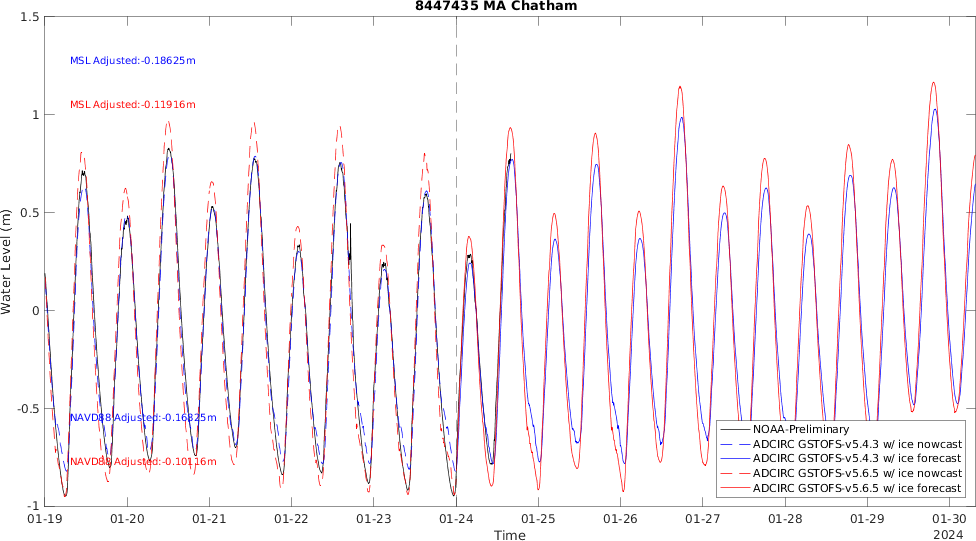 8447435 MA Chatham
1.5
1
0.5
0
-0.5
-1
Water Level (m)
MSL Adjusted:-0.18625m
MSL Adjusted:-0.11916m
NAVD88 Adjusted:-0.16825m
NAVD88 Adjusted:-0.10116m
NOAA-Preliminary
ADCIRC GSTOFS-v5.4.3 w/ ice nowcast
ADCIRC GSTOFS-v5.4.3 w/ ice forecast
ADCIRC GSTOFS-v5.6.5 w/ ice nowcast
ADCIRC GSTOFS-v5.6.5 w/ ice forecast
01-19 01-20 01-21 01-22 01-23 01-24 01-25 01-26 01-27 01-28 01-29 01-30
Time
2024